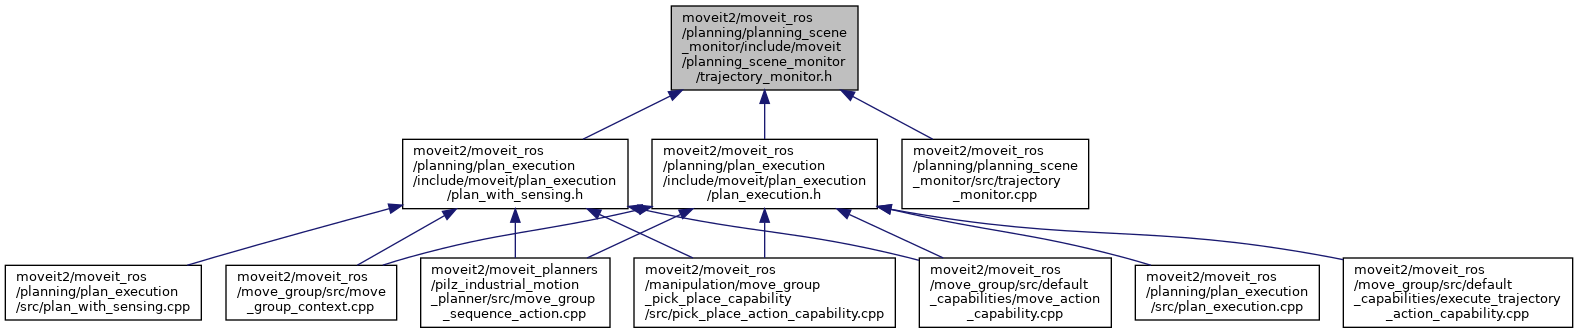 moveit2/moveit_ros
/planning/planning_scene
_monitor/include/moveit
/planning_scene_monitor
/trajectory_monitor.h
moveit2/moveit_ros
/planning/plan_execution
/include/moveit/plan_execution
/plan_with_sensing.h
moveit2/moveit_ros
/planning/plan_execution
/include/moveit/plan_execution
/plan_execution.h
moveit2/moveit_ros
/planning/planning_scene
_monitor/src/trajectory
_monitor.cpp
moveit2/moveit_ros
/planning/plan_execution
/src/plan_with_sensing.cpp
moveit2/moveit_ros
/move_group/src/move
_group_context.cpp
moveit2/moveit_planners
/pilz_industrial_motion
_planner/src/move_group
_sequence_action.cpp
moveit2/moveit_ros
/manipulation/move_group
_pick_place_capability
/src/pick_place_action_capability.cpp
moveit2/moveit_ros
/move_group/src/default
_capabilities/move_action
_capability.cpp
moveit2/moveit_ros
/planning/plan_execution
/src/plan_execution.cpp
moveit2/moveit_ros
/move_group/src/default
_capabilities/execute_trajectory
_action_capability.cpp